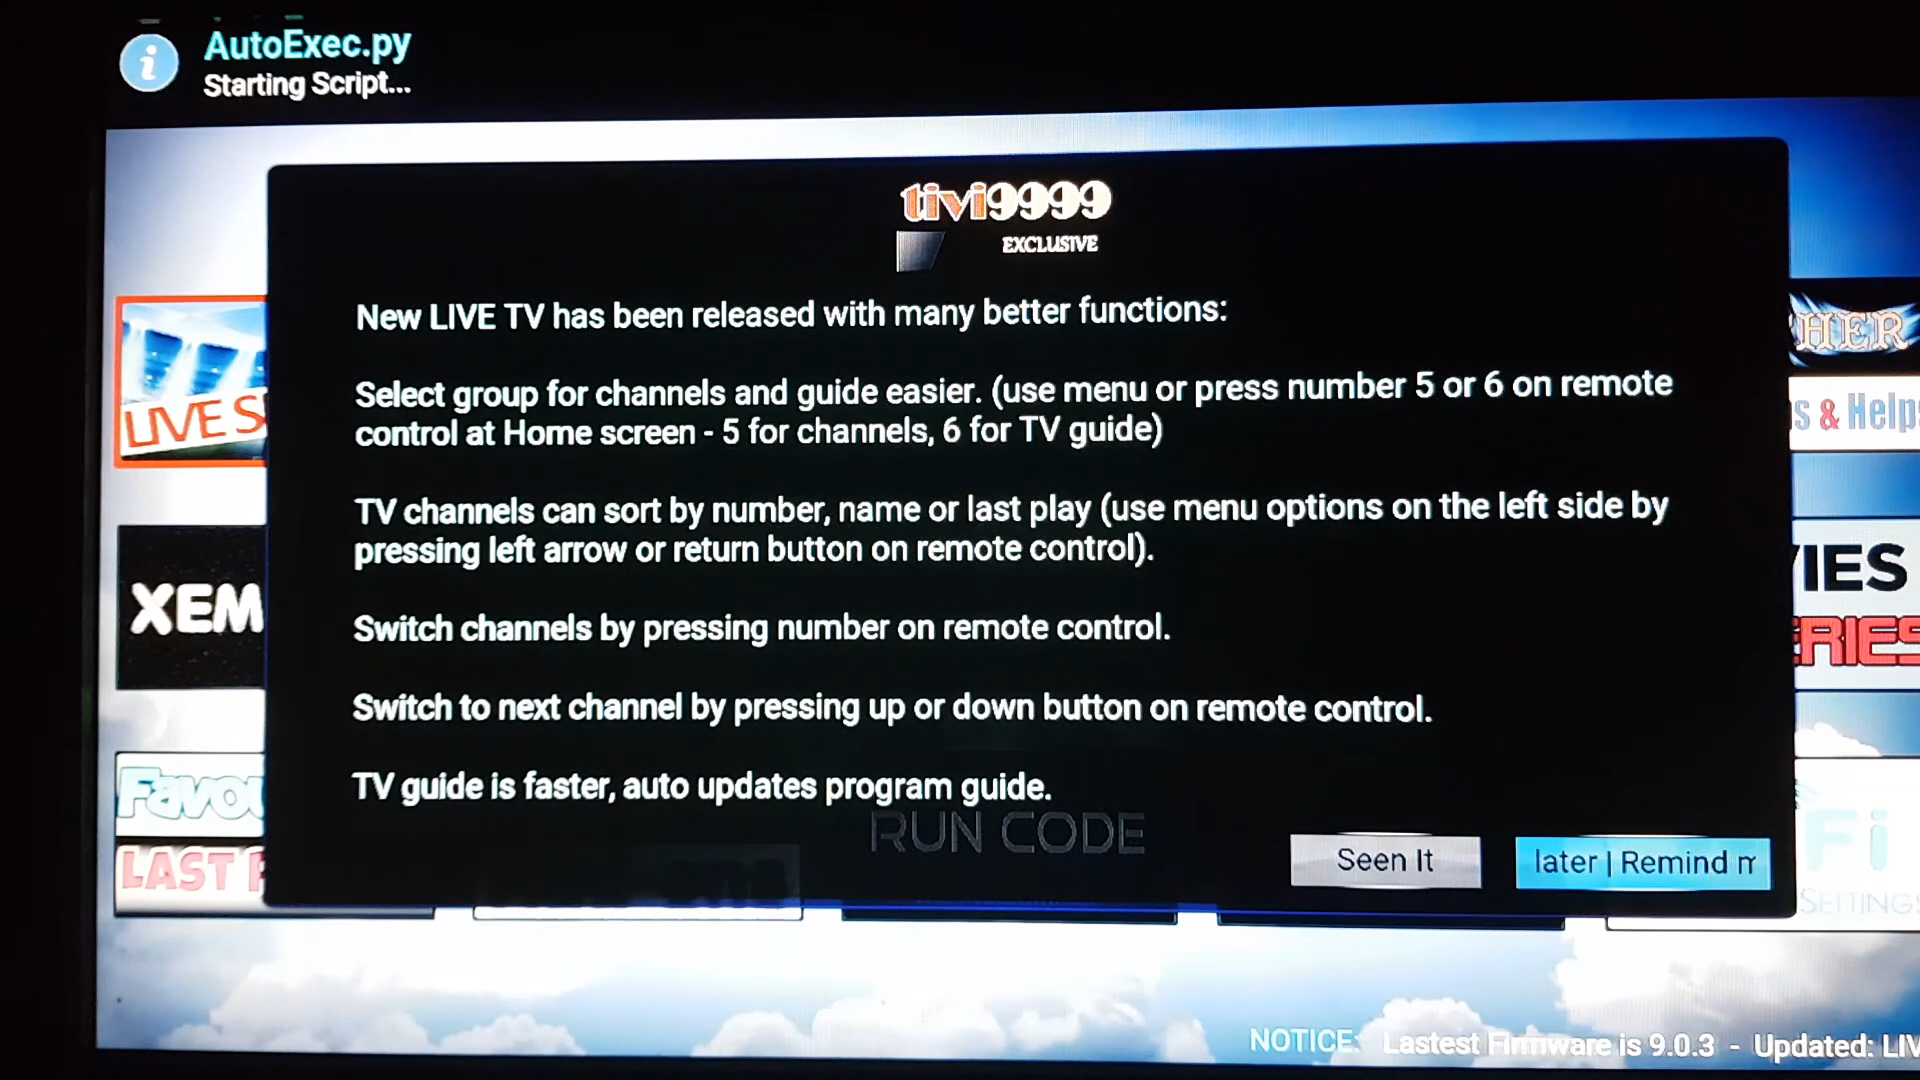 AutoExec.py
Starting Script...
tivi9999
EXCLUSIVE
New LIVE TV has been released with many better functions:
Select group for channels and guide easier. (use menu or press number 5 or 6 on remote
control at Home screen - 5 for channels, 6 for TV guide)
TV channels can sort by number, name or last play (use menu options on the left side by
pressing left arrow or return button on remote control).
Switch channels by pressing number on remote control.
Switch to next channel by pressing up or down button on remote control.
TV guide is faster, auto updates program guide.
RUN CODE
Seen It
later | Remind
LIVE
XEM
LAST
HER
& Help
IES
ERIES
Fi
SETTINGS
NOTICE: Lastest Firmware is 9.0.3 - Updated: LIV